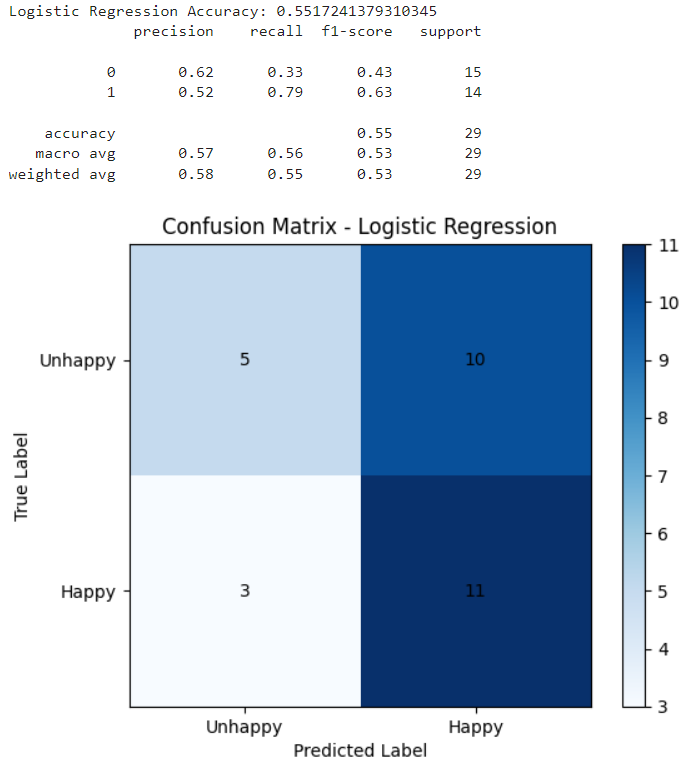 Logistic Regression Accuracy: 0.5517241379310345
precision recall f1-score support
0 0.62 0.33 0.43 15
1 0.52 0.79 0.63 14
accuracy 0.55 29
macro avg 0.57 0.56 0.53 29
weighted avg 0.58 0.55 0.53 29
Confusion Matrix - Logistic Regression
11
10
9
8
7
6
5
4
3
True Label
Unhappy 5 10
Happy 3 11
Unhappy Happy
Predicted Label